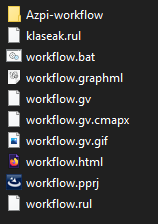 Azpi-workflow
klaseak.rul
workflow.bat
workflow.graphml
workflow.gv
workflow.gv.cmapx
workflow.gv.gif
workflow.html
workflow.pprj
workflow.rul